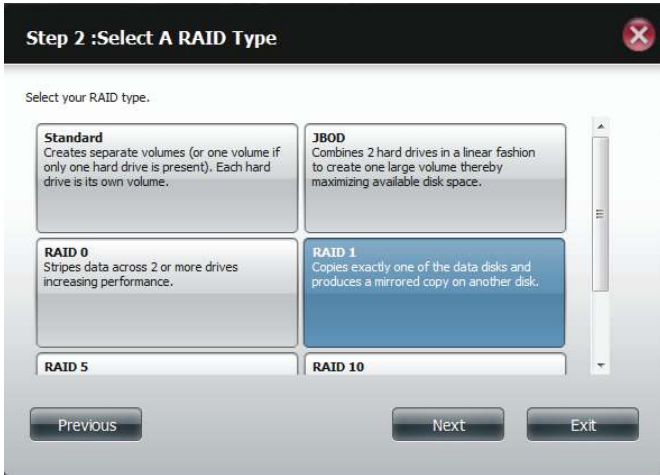 Step 2 :Select A RAID Type
Select your RAID type.
Standard
Creates separate volumes (or one volume if
only one hard drive is present). Each hard
drive is its own volume.
JBOD
Combines 2 hard drives in a linear fashion
to create one large volume thereby
maximizing available disk space.
RAID 0
Stripes data across 2 or more drives
increasing performance.
RAID 1
Copies exactly one of the data disks and
produces a mirrored copy on another disk.
RAID 5
RAID 10
Previous
Next
Exit